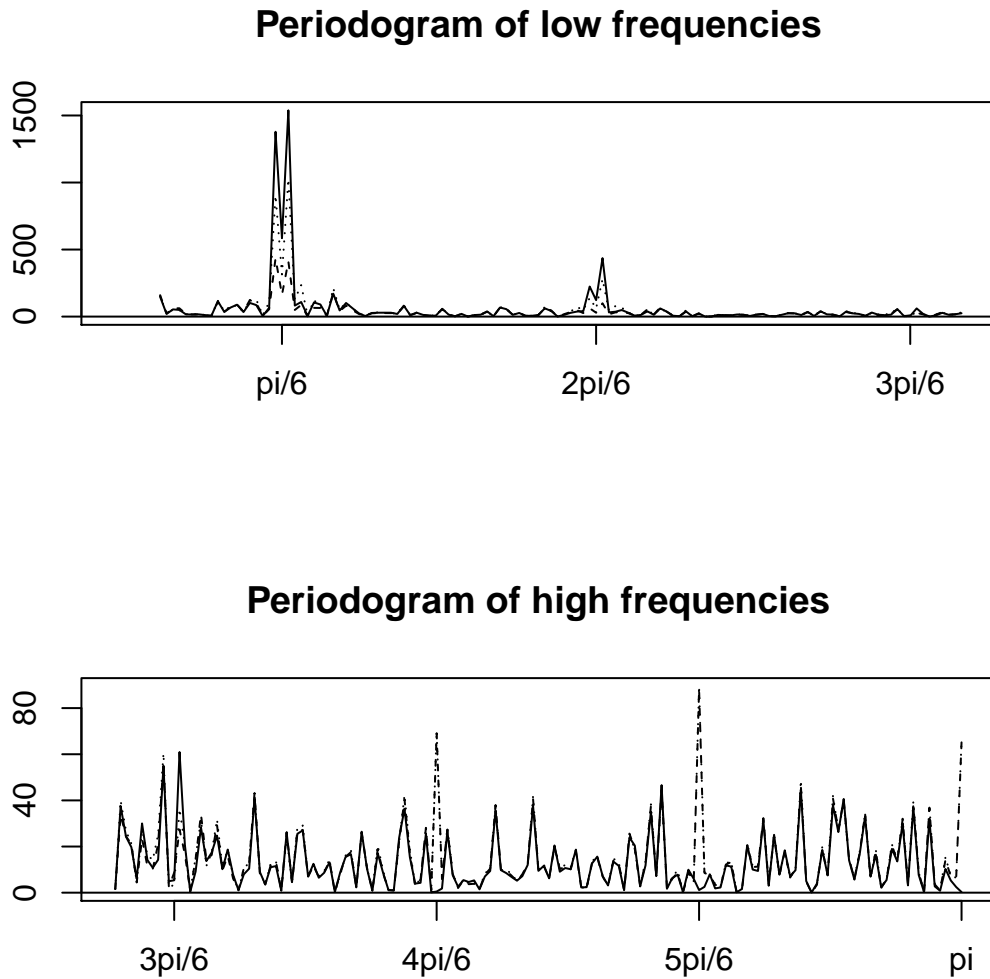 Periodogram of low frequencies
1500
500
0
pi/6 2pi/6 3pi/6
Periodogram of high frequencies
80
40
0
3pi/6 4pi/6 5pi/6 pi